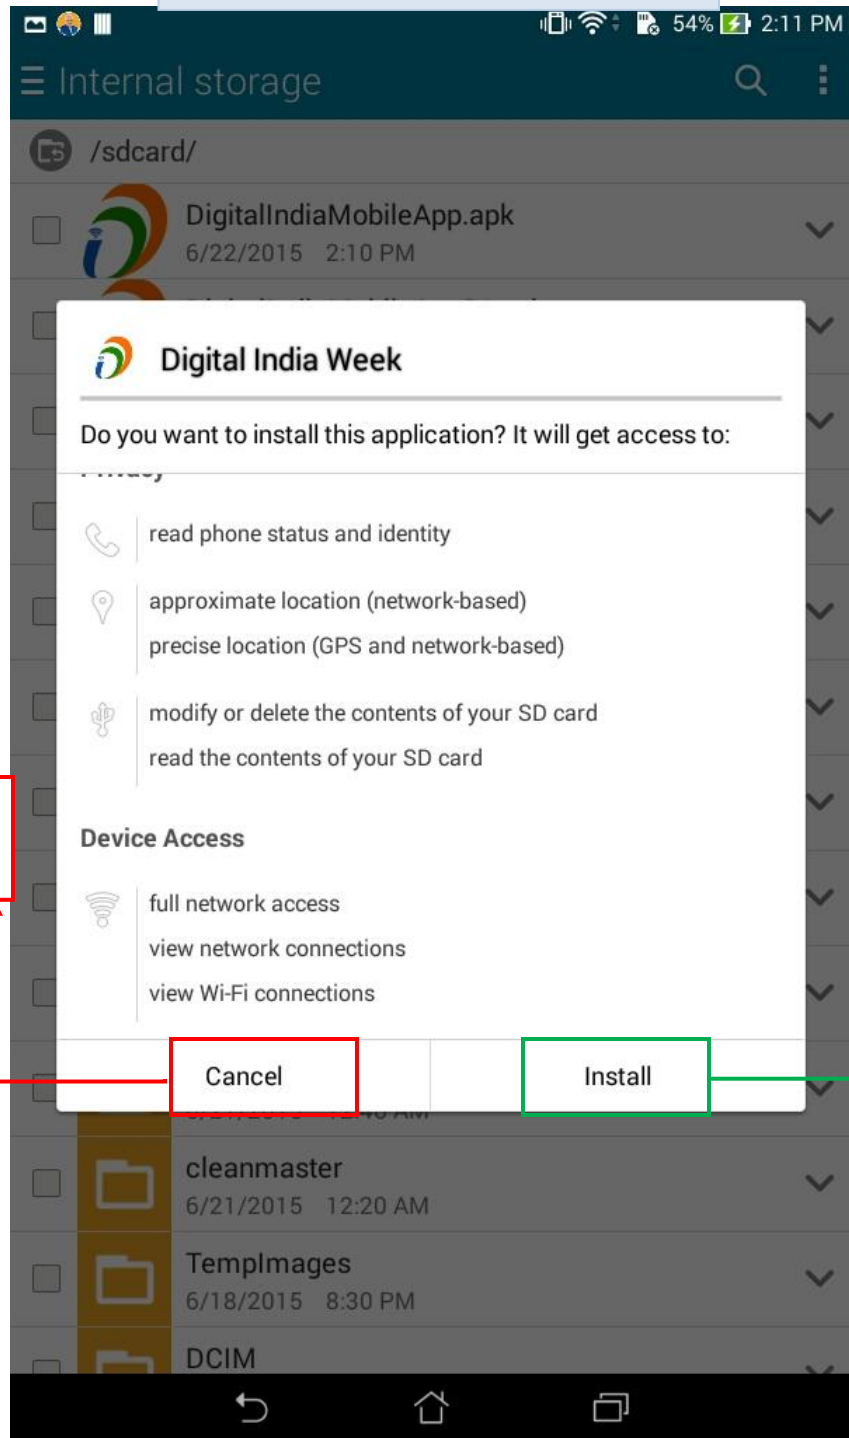 54% 2:11 PM
Internal storage
/sdcard/
DigitalIndiaMobileApp.apk
6/22/2015 2:10 PM
Digital India Week
Do you want to install this application? It will get access to:
read phone status and identity
approximate location (network-based)
precise location (GPS and network-based)
modify or delete the contents of your SD card
read the contents of your SD card
Device Access
full network access
view network connections
view Wi-Fi connections
Cancel Install
cleanmaster
6/21/2015 12:20 AM
TempImages
6/18/2015 8:30 PM
DCIM